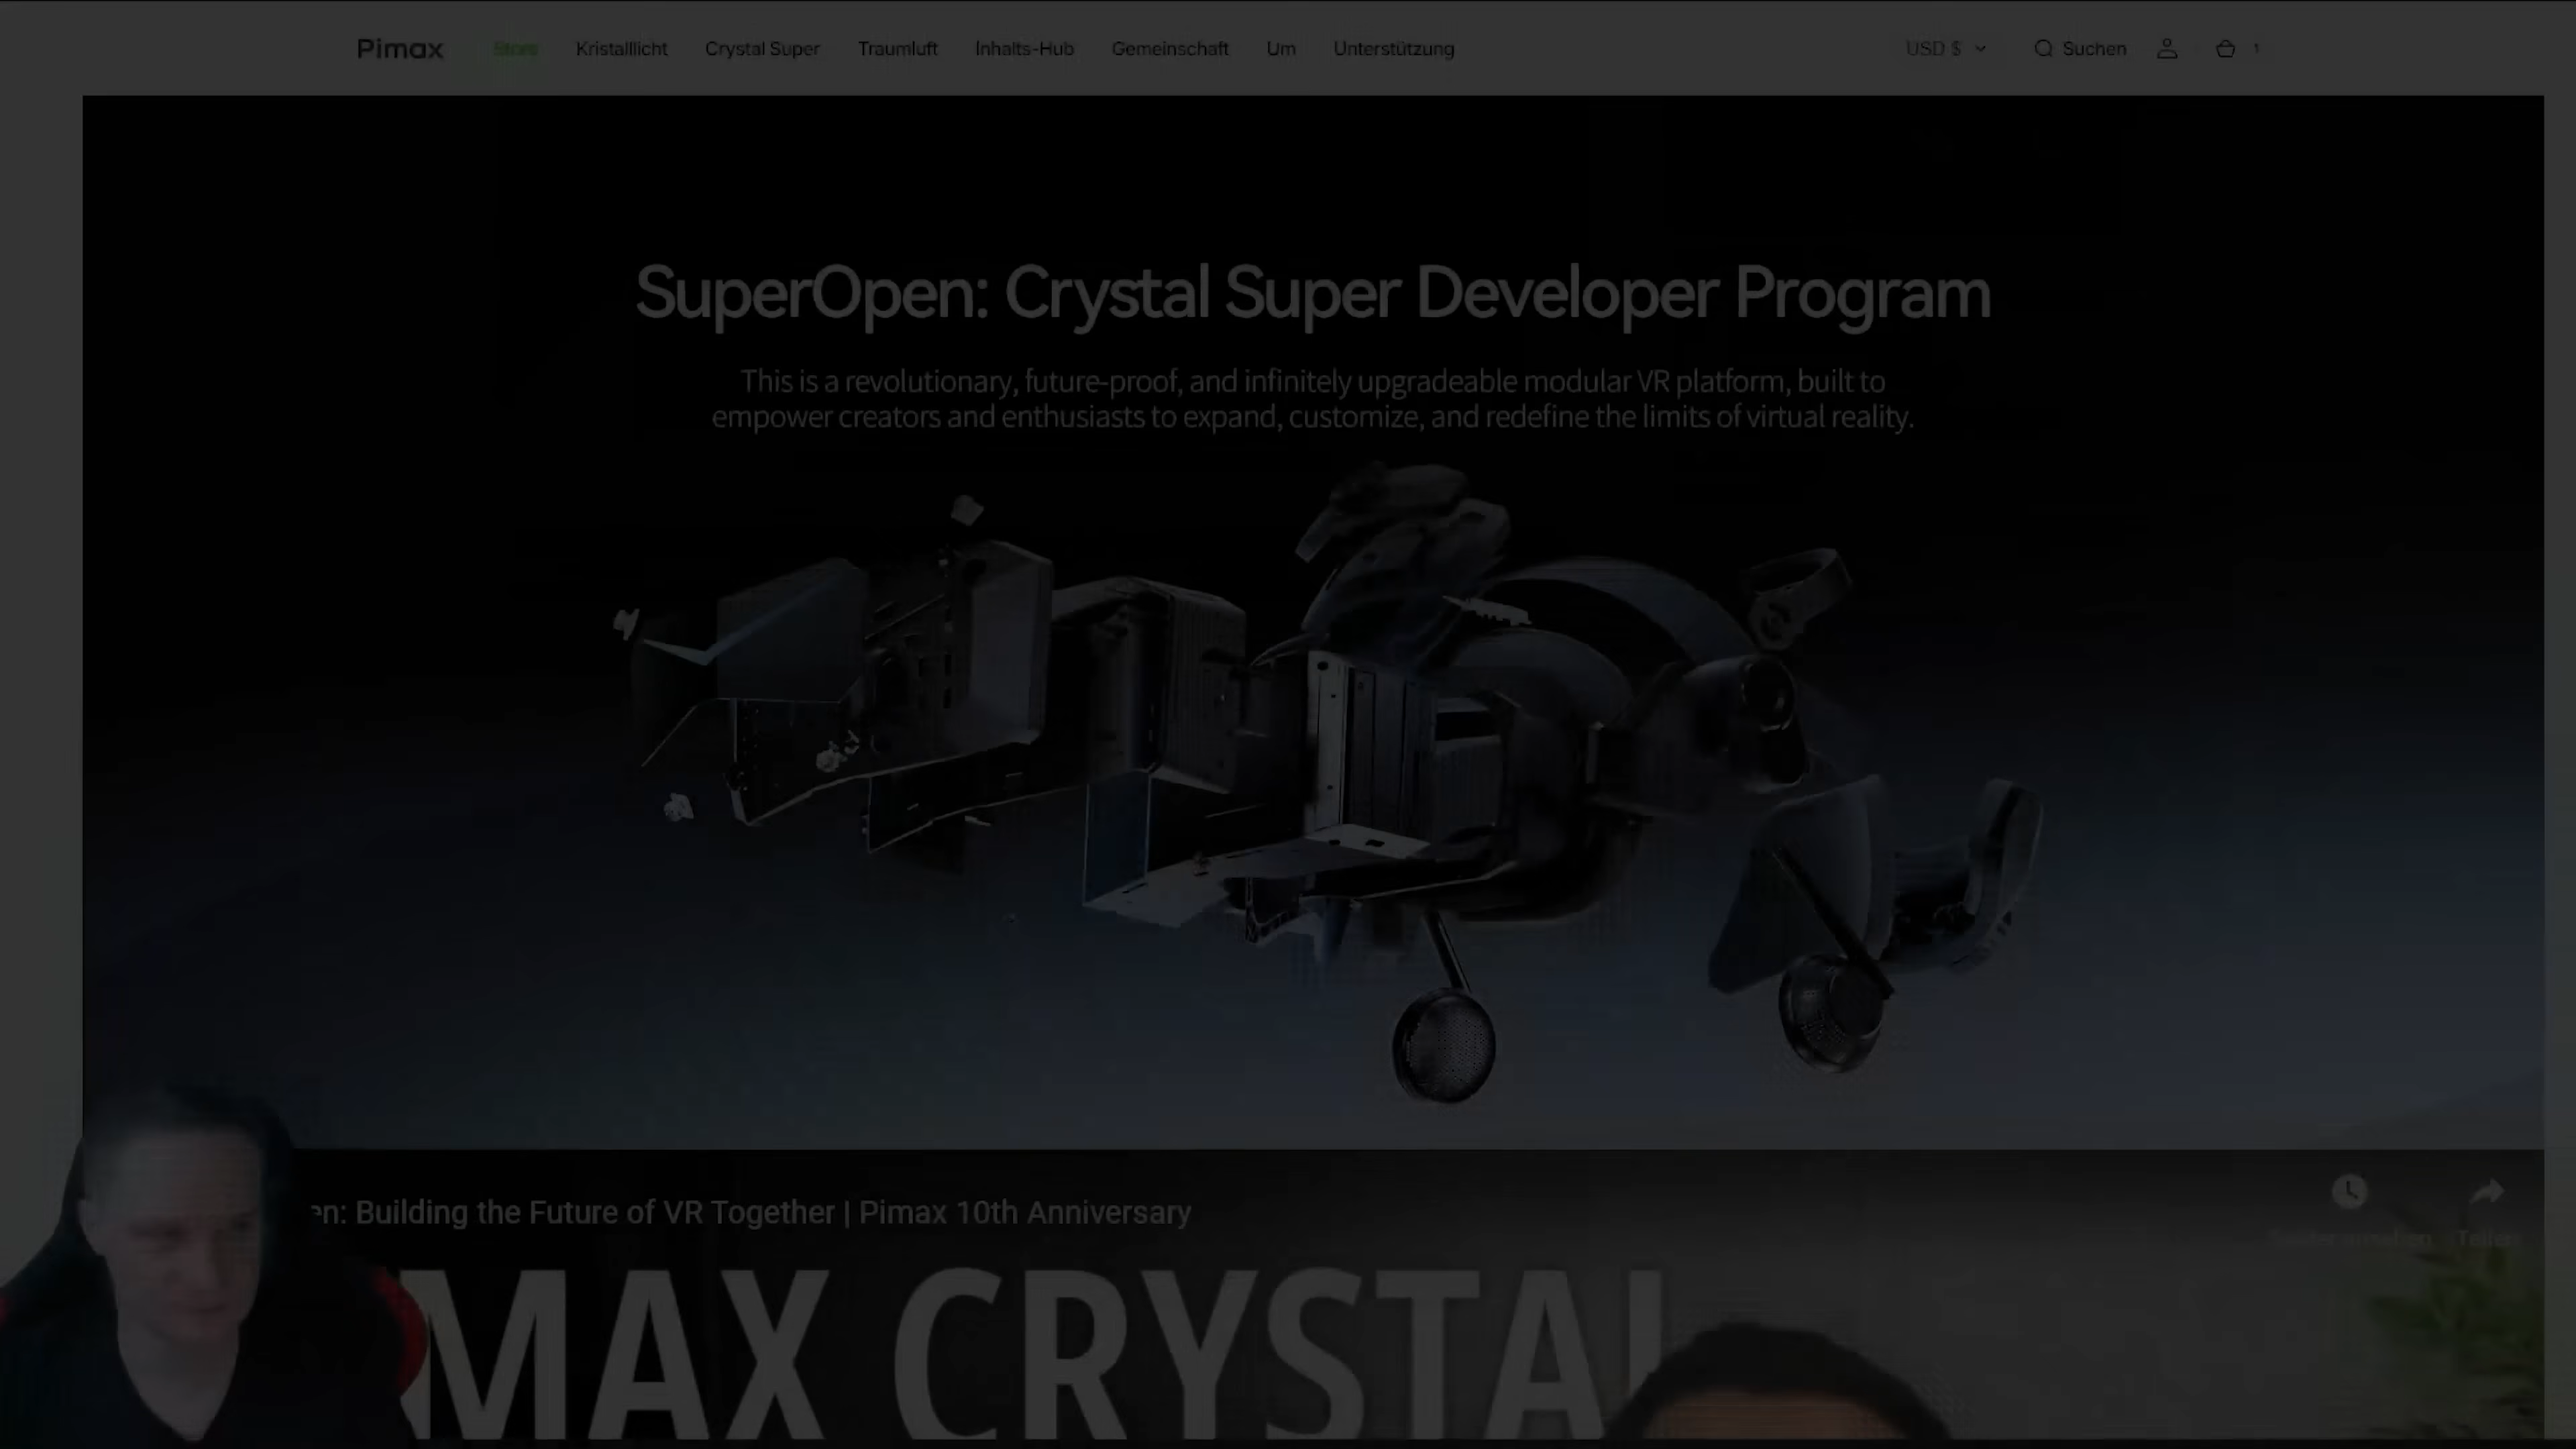 Pimax Store Kristalllicht Crystal Super Traumluft Inhalts-Hub Gemeinschaft Um Unterstützung USD $ Suchen 1
SuperOpen: Crystal Super Developer Program
This is a revolutionary, future-proof, and infinitely upgradeable modular VR platform, built to
empower creators and enthusiasts to expand, customize, and redefine the limits of virtual reality.
en: Building the Future of VR Together | Pimax 10th Anniversary
Teilen
MAX CRYSTAL